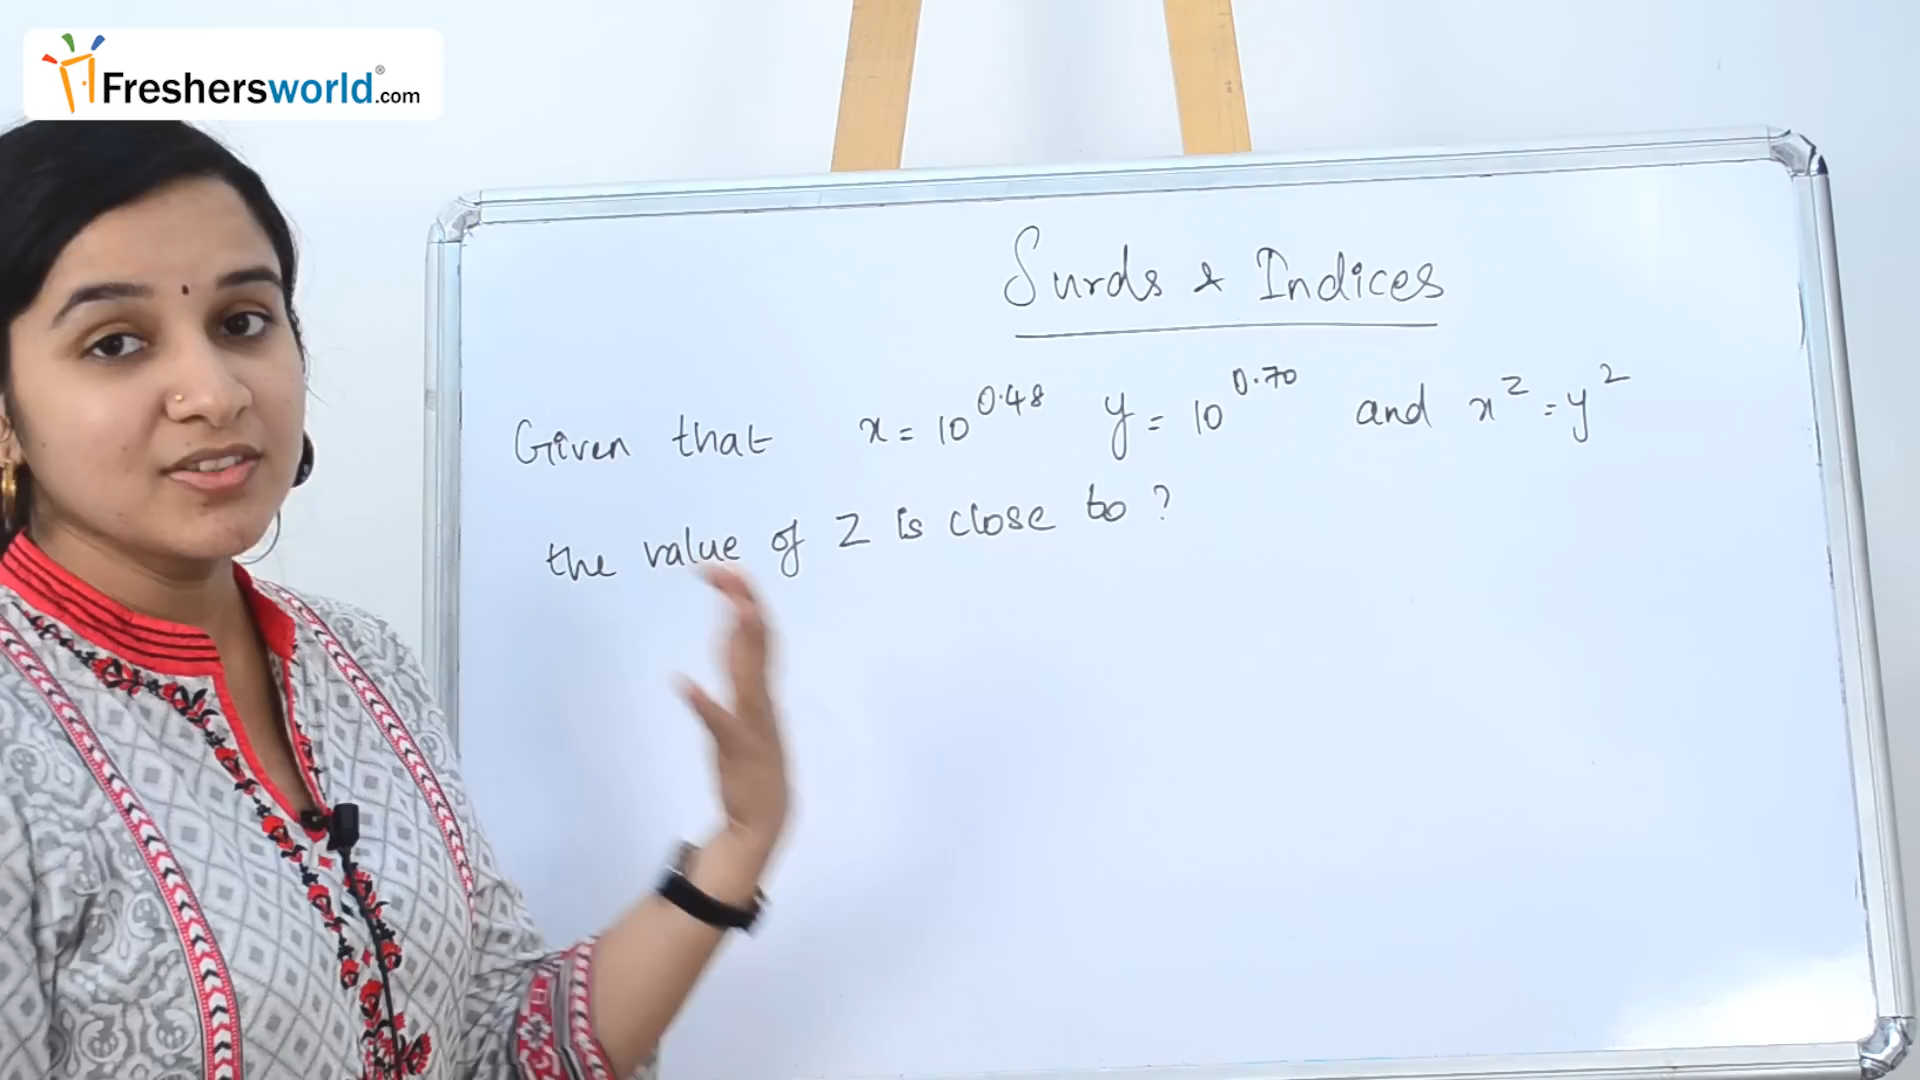 Freshersworld.com®
Surds & Indices
Given that x = 10^0.48 y = 10^0.70 and x^z = y^2
the value of z is close to ?